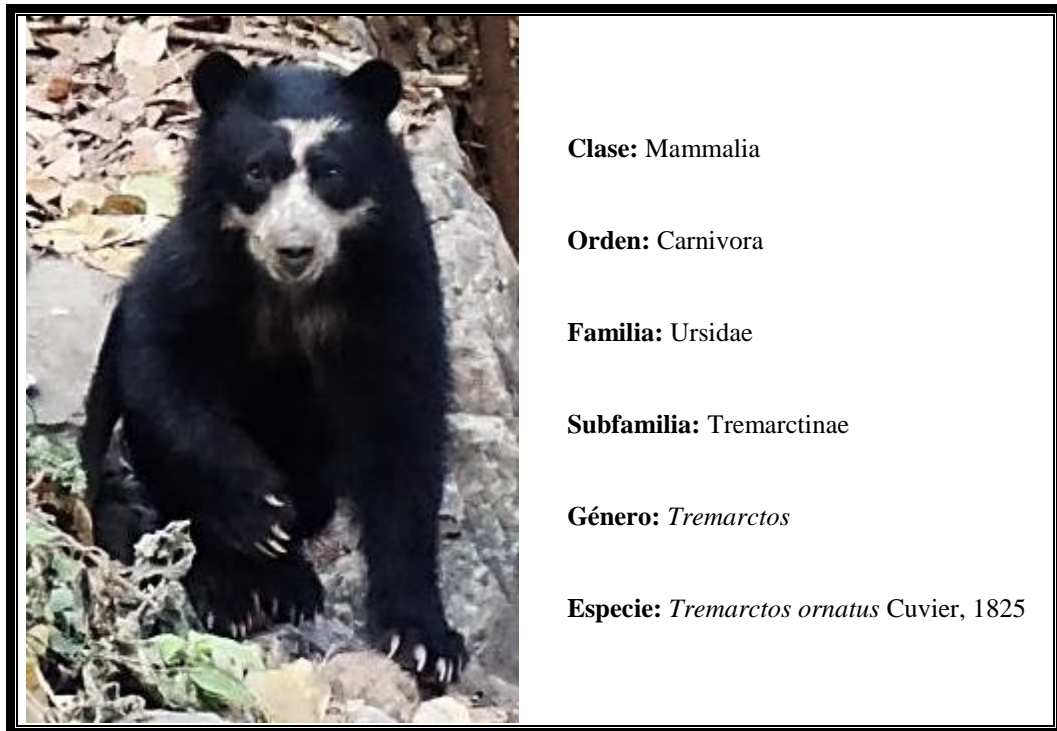 Clase: Mammalia
Orden: Carnivora
Familia: Ursidae
Subfamilia: Tremarctinae
Género: Tremarctos
Especie: Tremarctos ornatus Cuvier, 1825